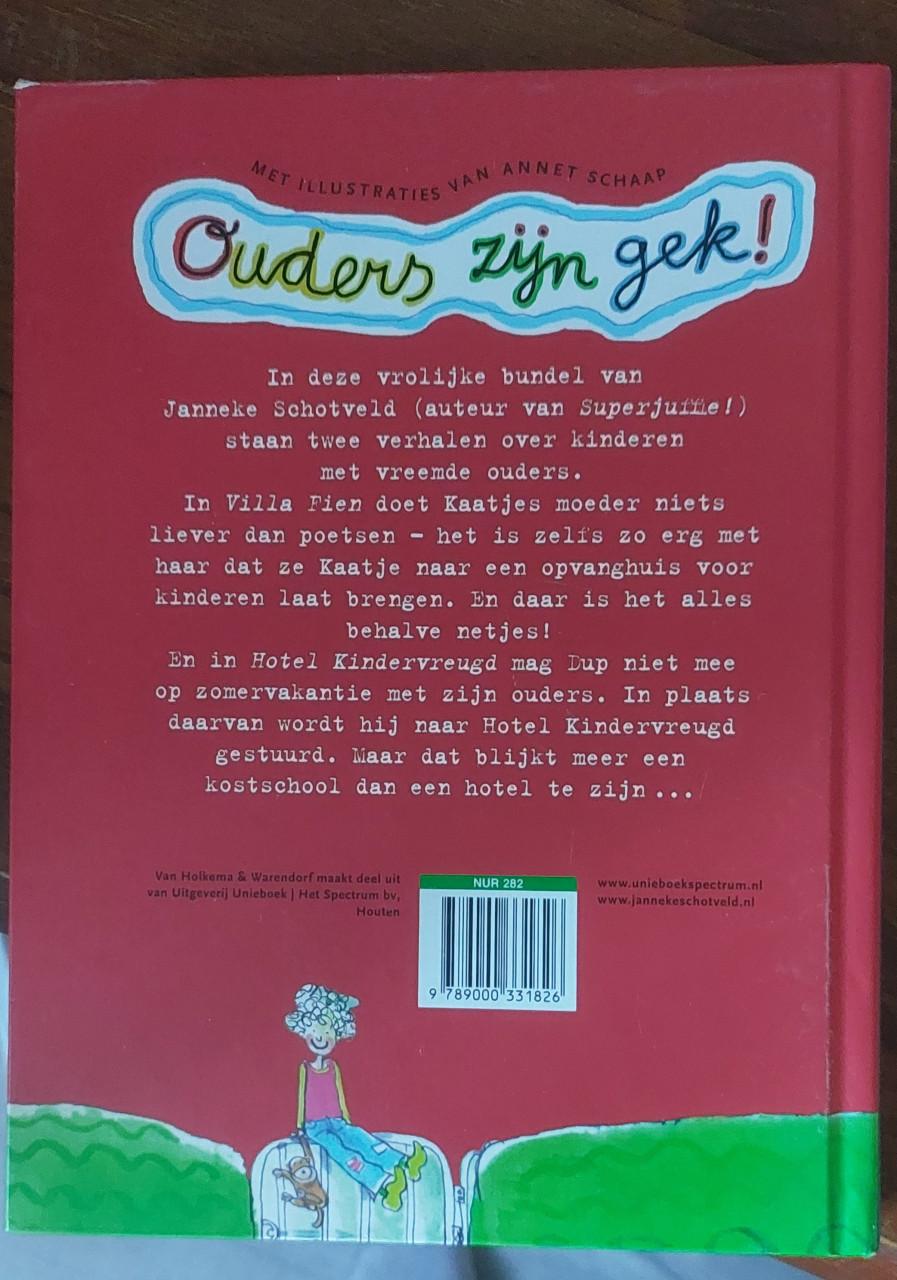 MET ILLUSTRATIES VAN ANNET SCHAAP
Ouders zijn gek!
In deze vrolijke bundel van
Janneke Schotveld (auteur van Superjuffie!)
staan twee verhalen over kinderen
met vreemde ouders.
In Villa Fien doet Kaatjes moeder niets
liever dan poetsen – het is zelfs zo erg met
haar dat ze Kaatje naar een opvanghuis voor
kinderen laat brengen. En daar is het alles
behalve netjes!
En in Hotel Kindervreugd mag Dup niet mee
op zomervakantie met zijn ouders. In plaats
daarvan wordt hij naar Hotel Kindervreugd
gestuurd. Maar dat blijkt meer een
kostschool dan een hotel te zijn...
Van Holkema & Warendorf maakt deel uit
van Uitgeverij Unieboek | Het Spectrum bv,
Houten
NUR 282
9 789000 331826
www.unieboekspectrum.nl
www.jannekeschotveld.nl